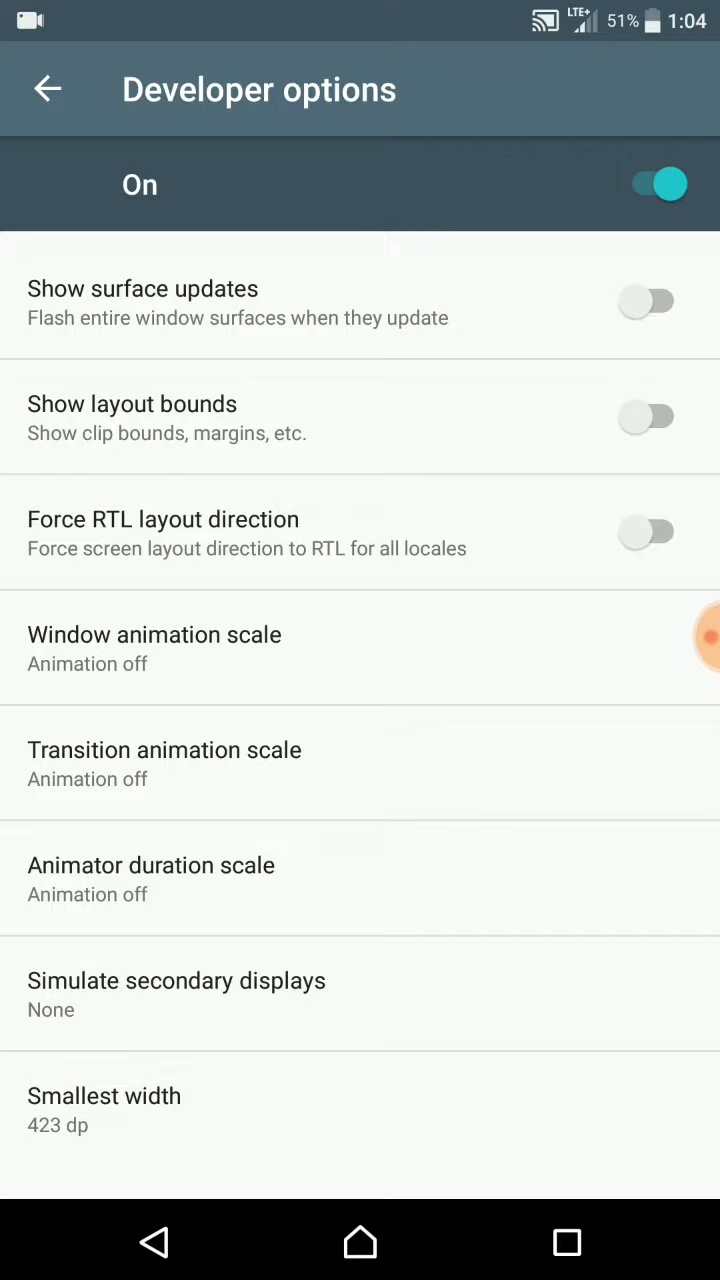 LTE+ 51% 1:04
Developer options
On
Show surface updates
Flash entire window surfaces when they update
Show layout bounds
Show clip bounds, margins, etc.
Force RTL layout direction
Force screen layout direction to RTL for all locales
Window animation scale
Animation off
Transition animation scale
Animation off
Animator duration scale
Animation off
Simulate secondary displays
None
Smallest width
423 dp